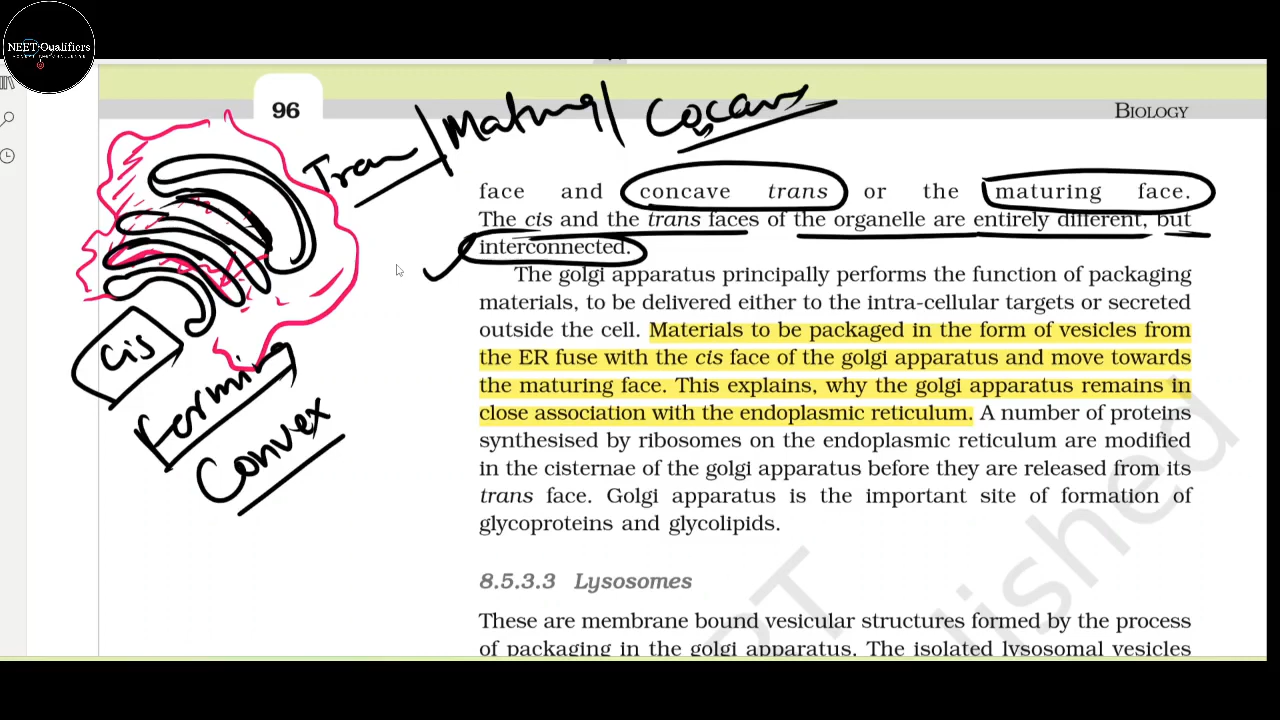 NEET Qualifiers
96
BIOLOGY
Tran/Maturing/
face and concave trans or the maturing face.
The cis and the trans faces of the organelle are entirely different, but
interconnected.
The golgi apparatus principally performs the function of packaging
materials, to be delivered either to the intra-cellular targets or secreted
outside the cell. Materials to be packaged in the form of vesicles from
the ER fuse with the cis face of the golgi apparatus and move towards
the maturing face. This explains, why the golgi apparatus remains in
close association with the endoplasmic reticulum. A number of proteins
synthesised by ribosomes on the endoplasmic reticulum are modified
in the cisternae of the golgi apparatus before they are released from its
trans face. Golgi apparatus is the important site of formation of
glycoproteins and glycolipids.
Cis
Convex
8.5.3.3 Lysosomes
These are membrane bound vesicular structures formed by the process
of packaging in the golgi apparatus. The isolated lysosomal vesicles